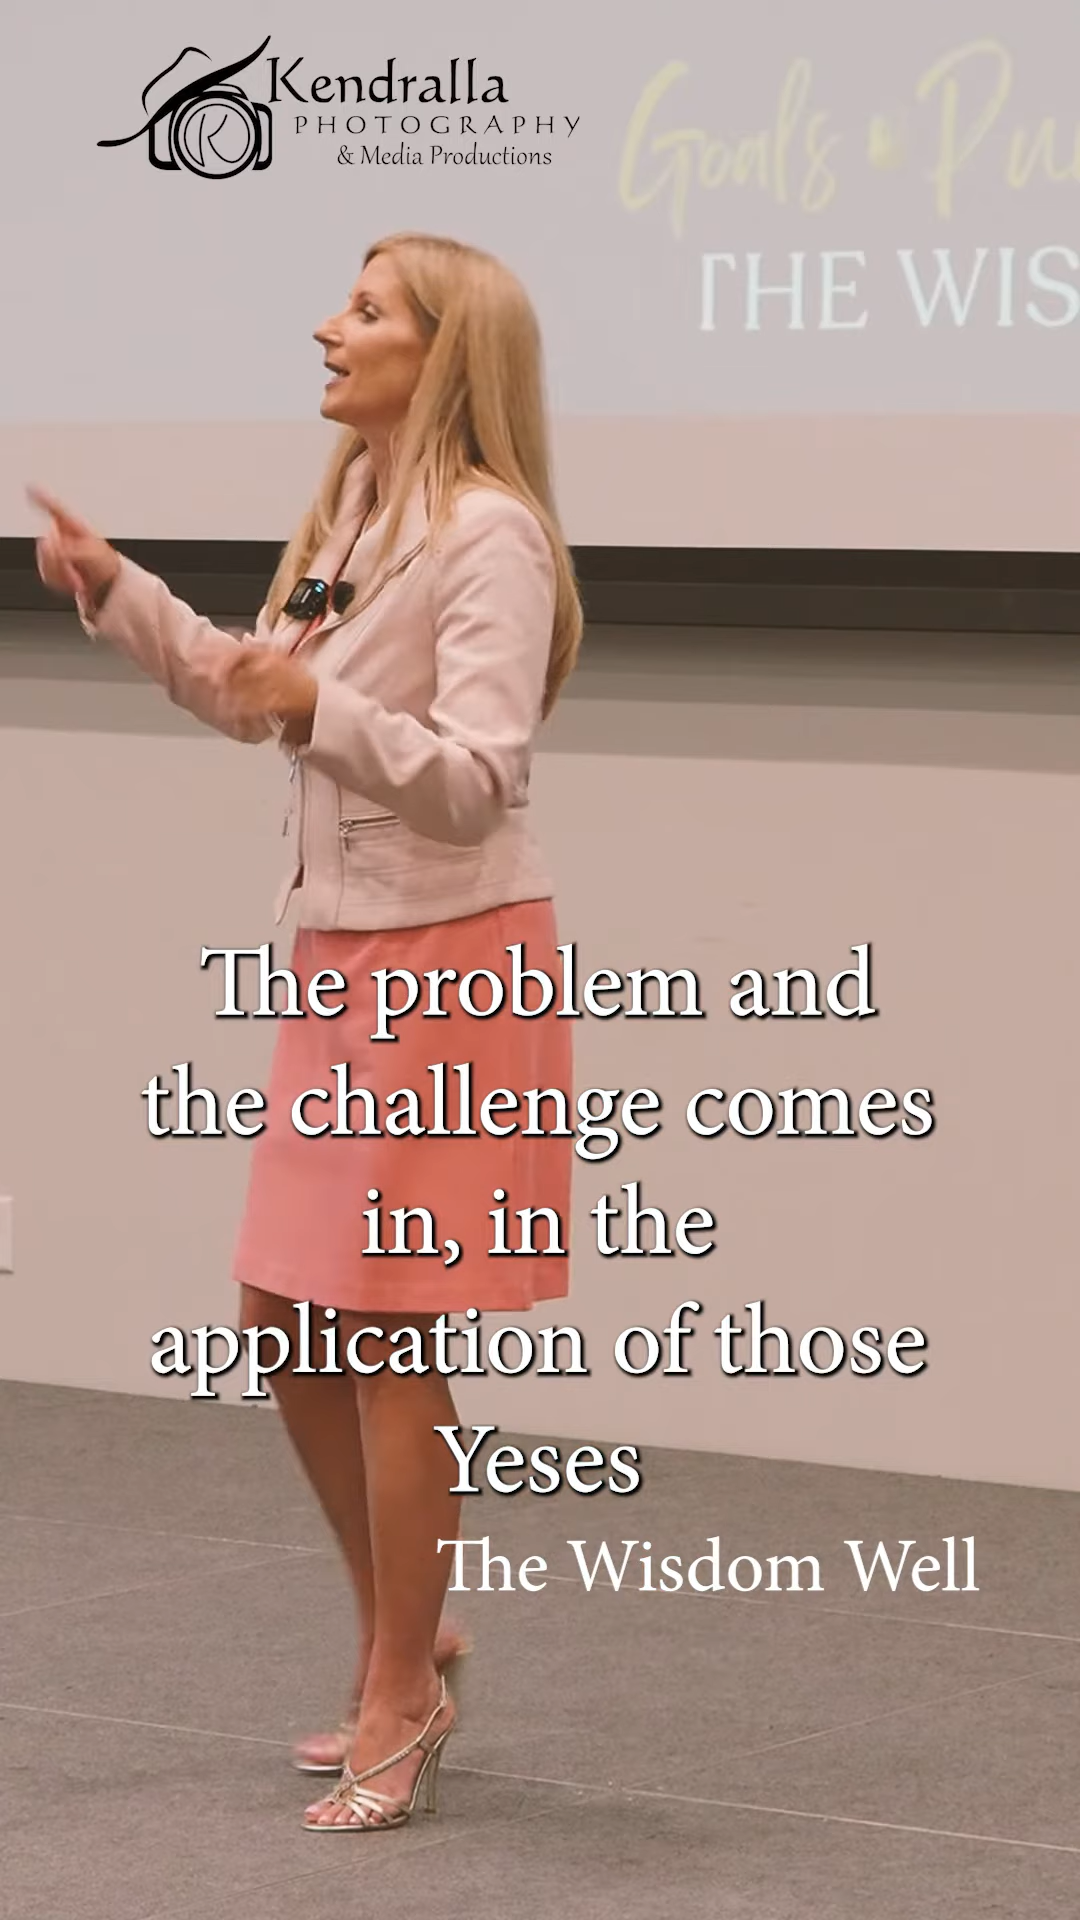 Kendralla
PHOTOGRAPHY
& Media Productions
Goals •
THE
The problem and
the challenge comes
in, in the
application of those
Yeses
The Wisdom Well